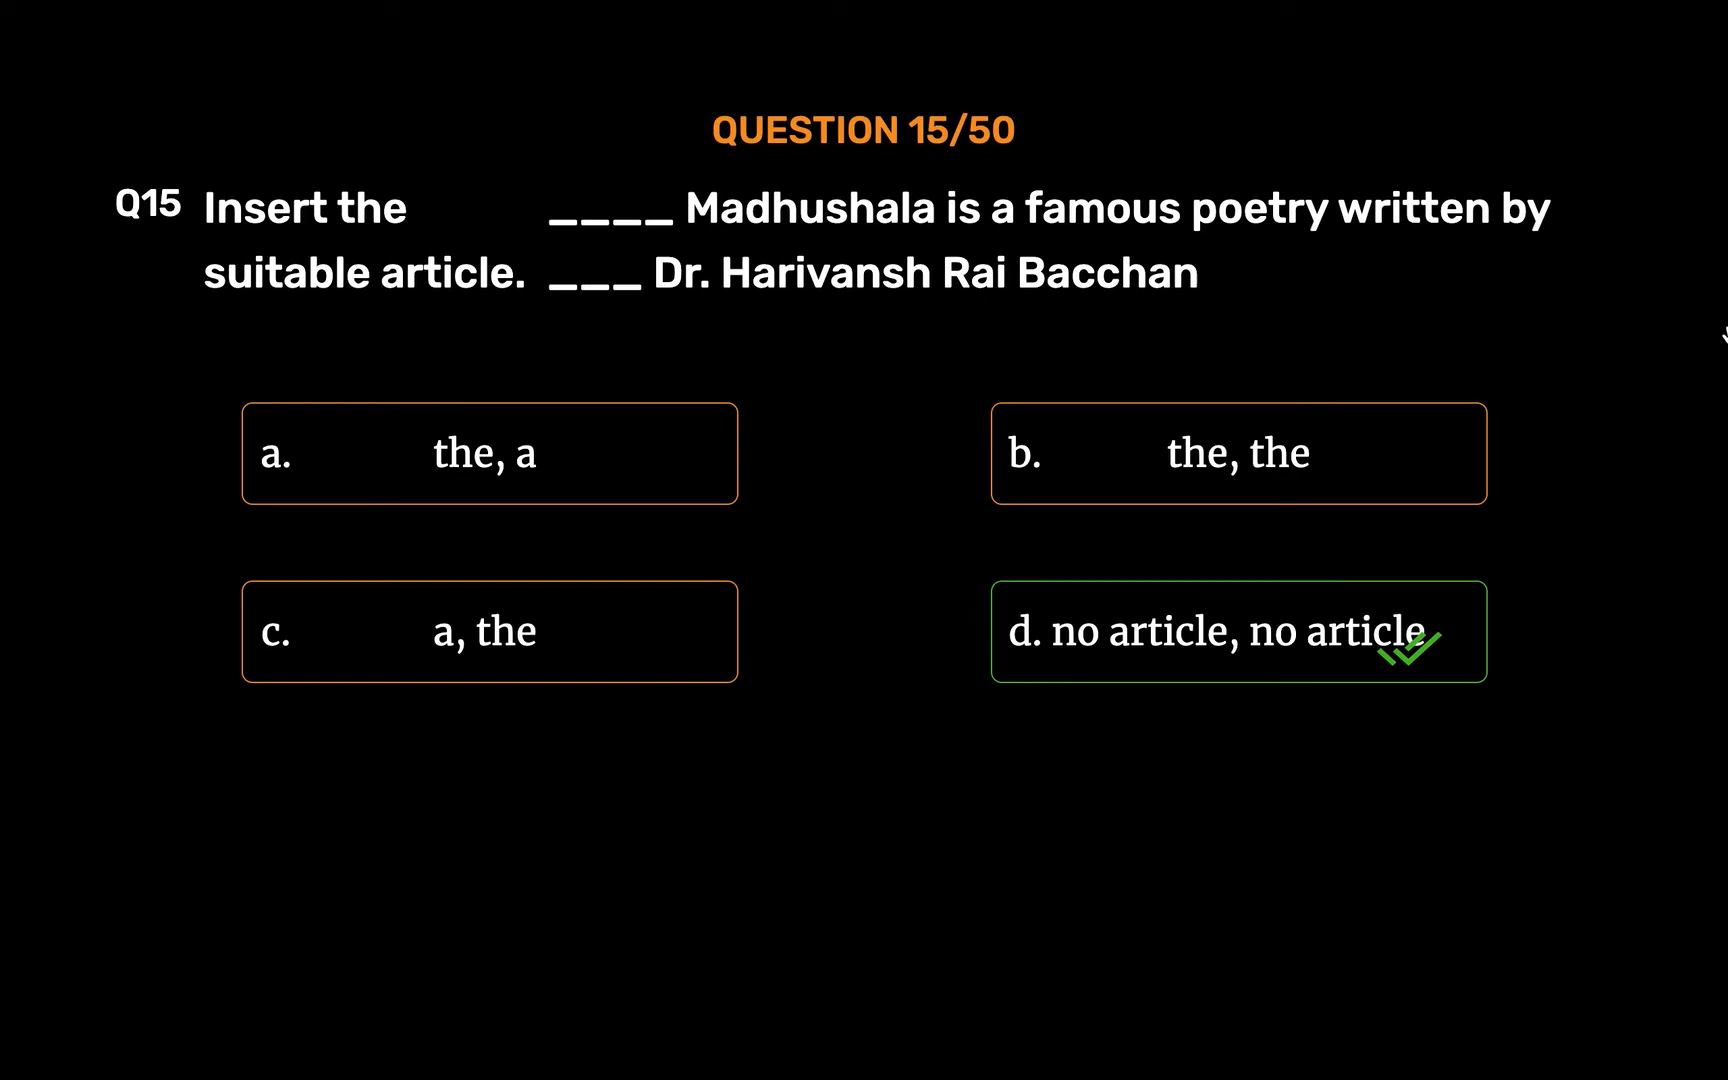 QUESTION 15/50
Q15 Insert the ____ Madhushala is a famous poetry written by
suitable article. ___ Dr. Harivansh Rai Bacchan
a. the, a
b. the, the
c. a, the
d. no article, no article